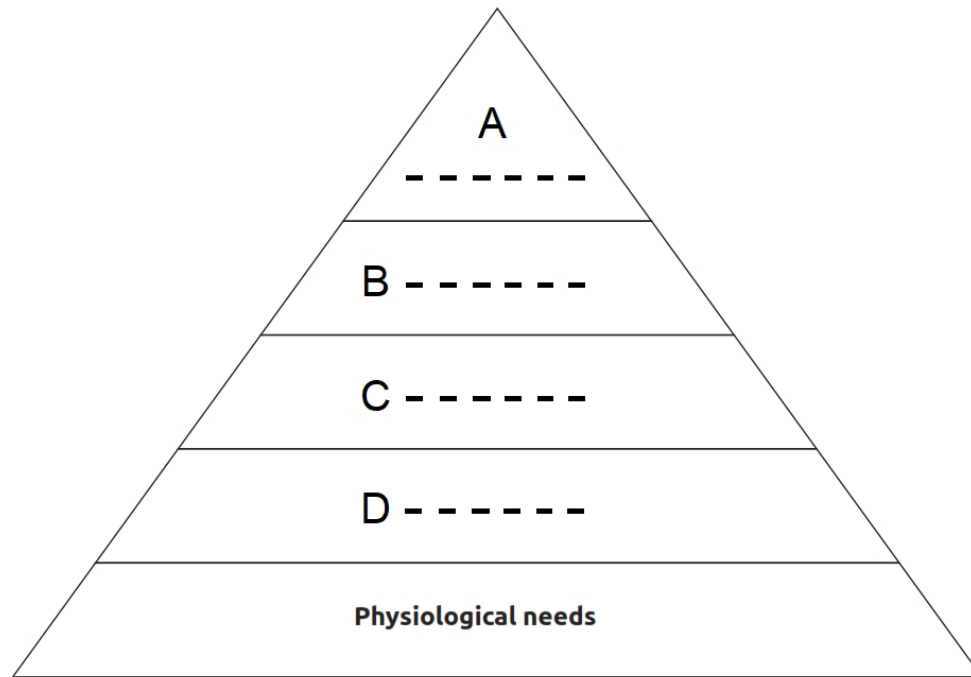 A
------
B ------
C ------
D ------
Physiological needs